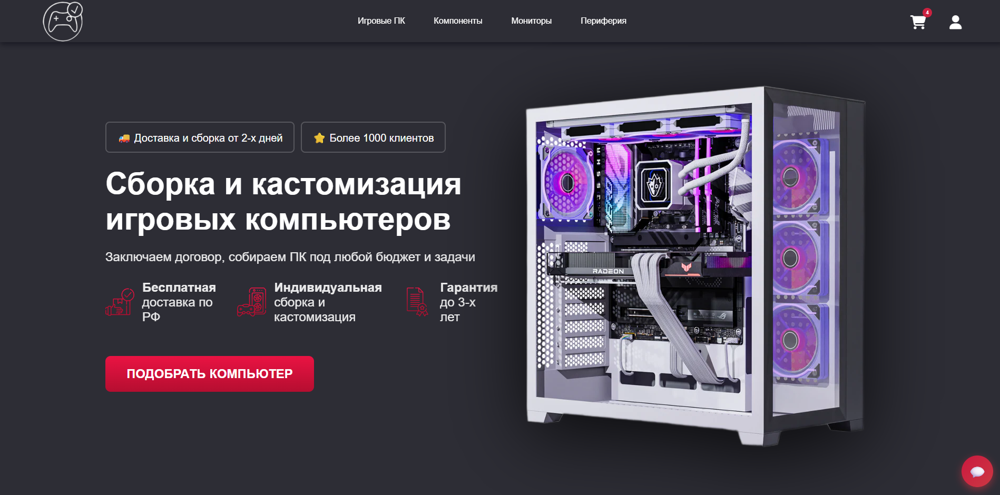 Игровые ПК
Компоненты
Мониторы
Периферия
4
Доставка и сборка от 2-х дней
Более 1000 клиентов
Сборка и кастомизация
игровых компьютеров
Заключаем договор, собираем ПК под любой бюджет и задачи
Бесплатная
доставка по
РФ
Индивидуальная
сборка и
кастомизация
Гарантия
до 3-х
лет
ПОДОБРАТЬ КОМПЬЮТЕР
RADEON
HERO